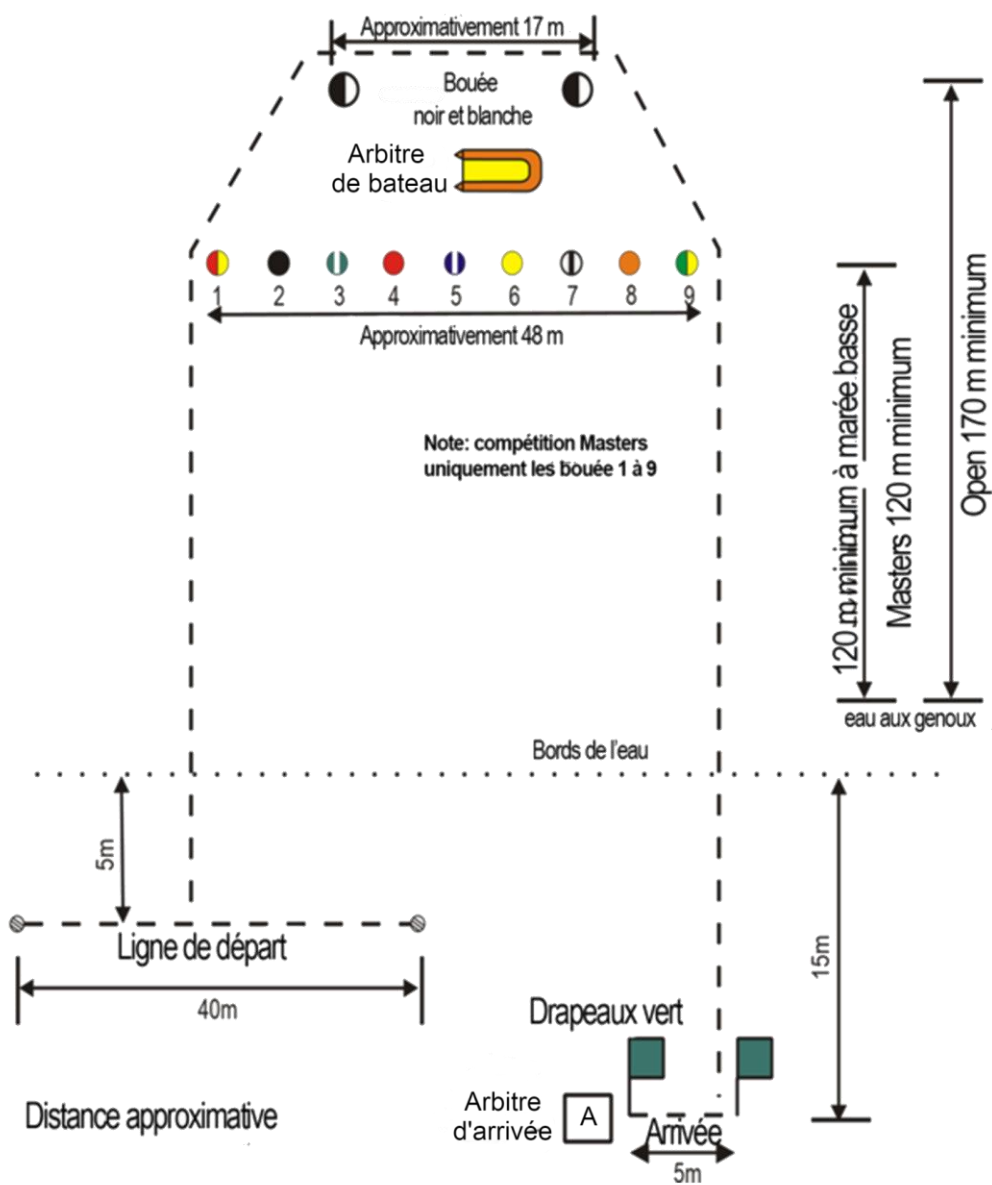 Approximativement 17 m
Bouée
noir et blanche
Arbitre
de bateau
1 2 3 4 5 6 7 8 9
Approximativement 48 m
Note: compétition Masters
uniquement les bouée 1 à 9
120 m minimum à marée basse
Masters 120 m minimum
Open 170 m minimum
eau aux genoux
Bords de l'eau
5m
Ligne de départ
40m
15m
Drapeaux vert
Distance approximative
Arbitre
d'arrivée
A
Arrivée
5m